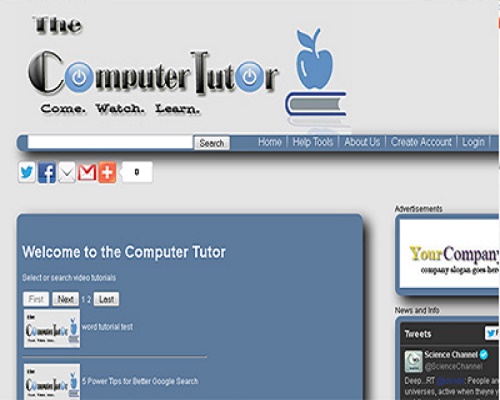 The
Computer Tutor
Come. Watch. Learn.
Search
Home | Help Tools | About Us | Create Account | Login |
0
Advertisements
Welcome to the Computer Tutor
YourCompany
company slogan goes here
Select or search video tutorials
First Next 1 2 Last
News and Info
word tutorial test
Tweets
Science Channel
@ScienceChannel
5 Power Tips for Better Google Search
Deep...RT : People are
universes, active when they're y